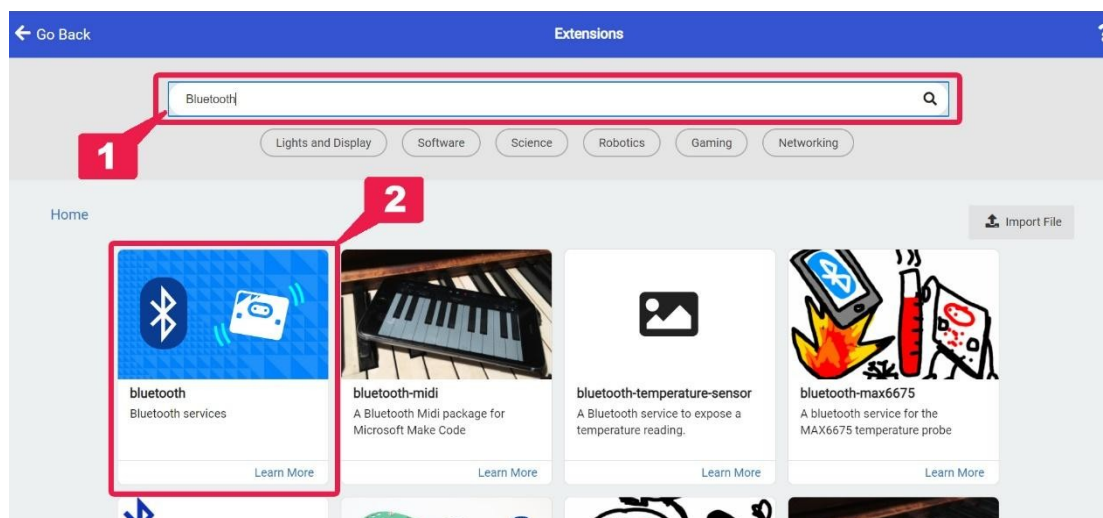 Go Back
Extensions
?
Bluetooth
1
Lights and Display
Software
Science
Robotics
Gaming
Networking
2
Home
Import File
bluetooth
Bluetooth services
Learn More
bluetooth-midi
A Bluetooth Midi package for
Microsoft Make Code
Learn More
bluetooth-temperature-sensor
A Bluetooth service to expose a
temperature reading.
Learn More
bluetooth-max6675
A bluetooth service for the
MAX6675 temperature probe
Learn More